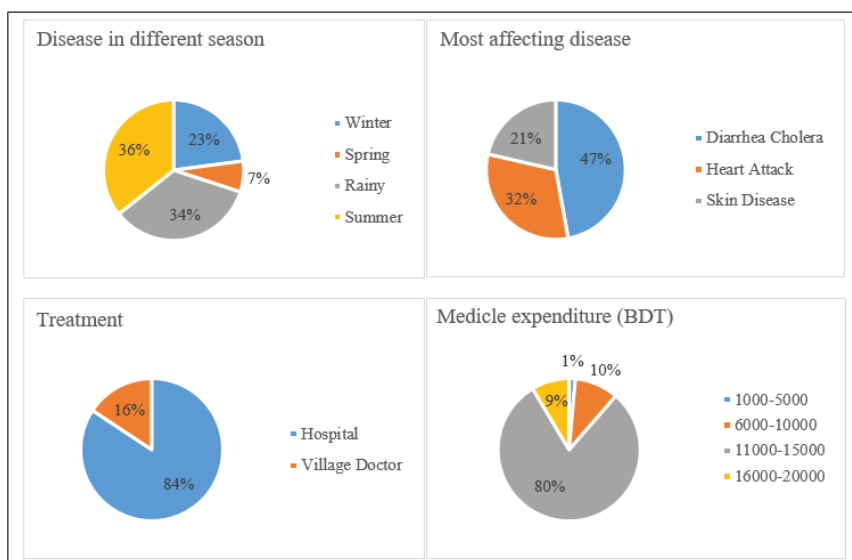 Disease in different season
23%
7%
34%
36%
Winter
Spring
Rainy
Summer
Most affecting disease
47%
32%
21%
Diarrhea Cholera
Heart Attack
Skin Disease
Treatment
16%
84%
Hospital
Village Doctor
Medicle expenditure (BDT)
1%
10%
9%
80%
1000-5000
6000-10000
11000-15000
16000-20000